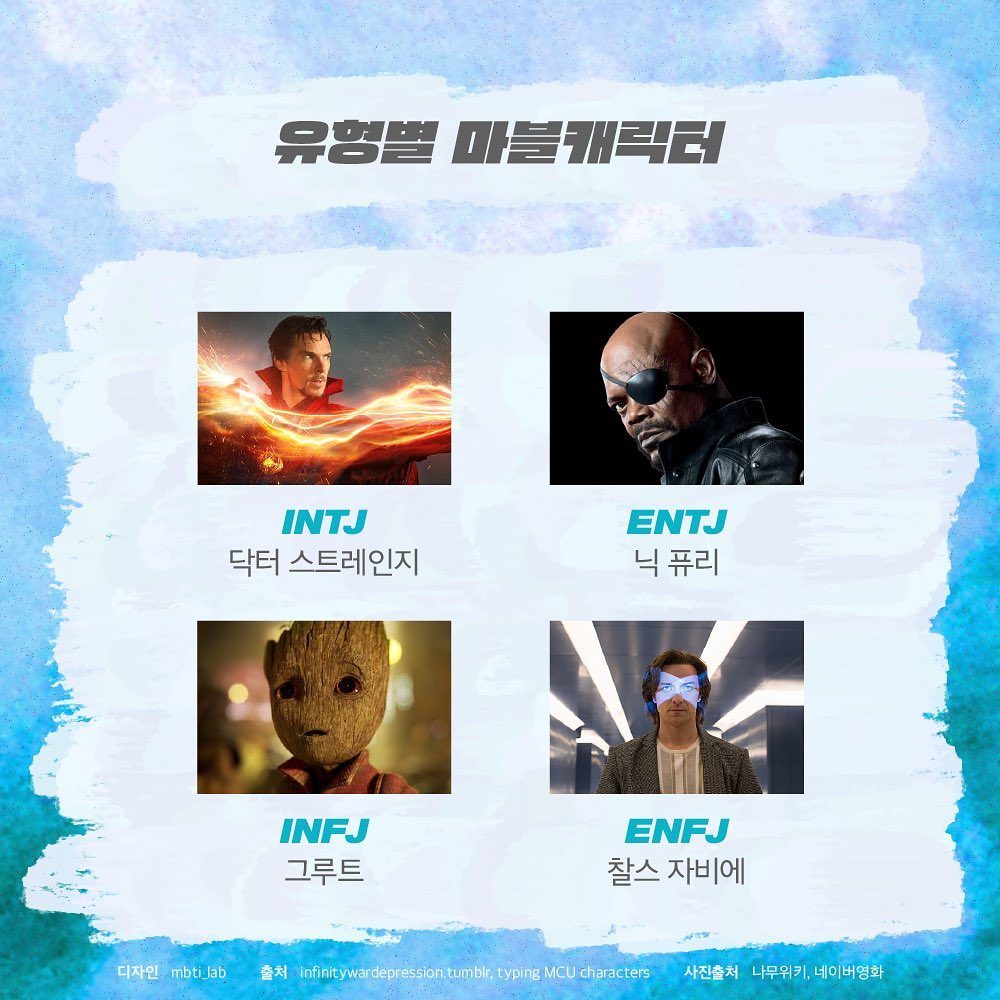 유형별 마블캐릭터
INTJ
닥터 스트레인지
ENTJ
닉 퓨리
INFJ
그루트
ENFJ
찰스 자비에
디자인 mbti_lab 출처 infinitywardepression.tumblr, typing MCU characters 사진출처 나무위키, 네이버영화